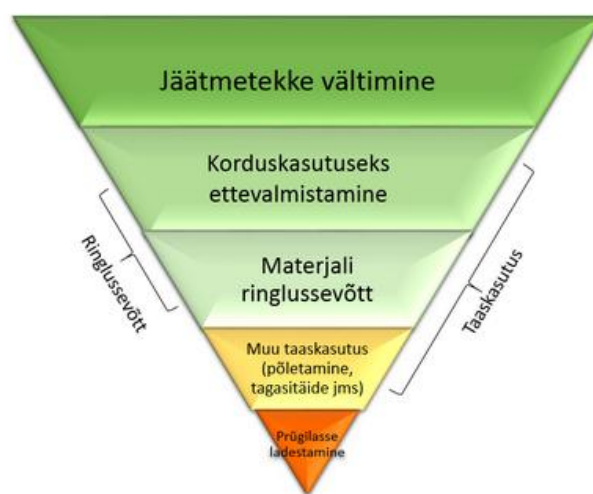 Jäätmetekke vältimine
Korduskasutuseks
ettevalmistamine
Ringlussevõtt
Materjali
ringlussevõtt
Taaskasutus
Muu taaskasutus
(põletamine,
tagasitäide jms)
Prügilasse
ladestamine